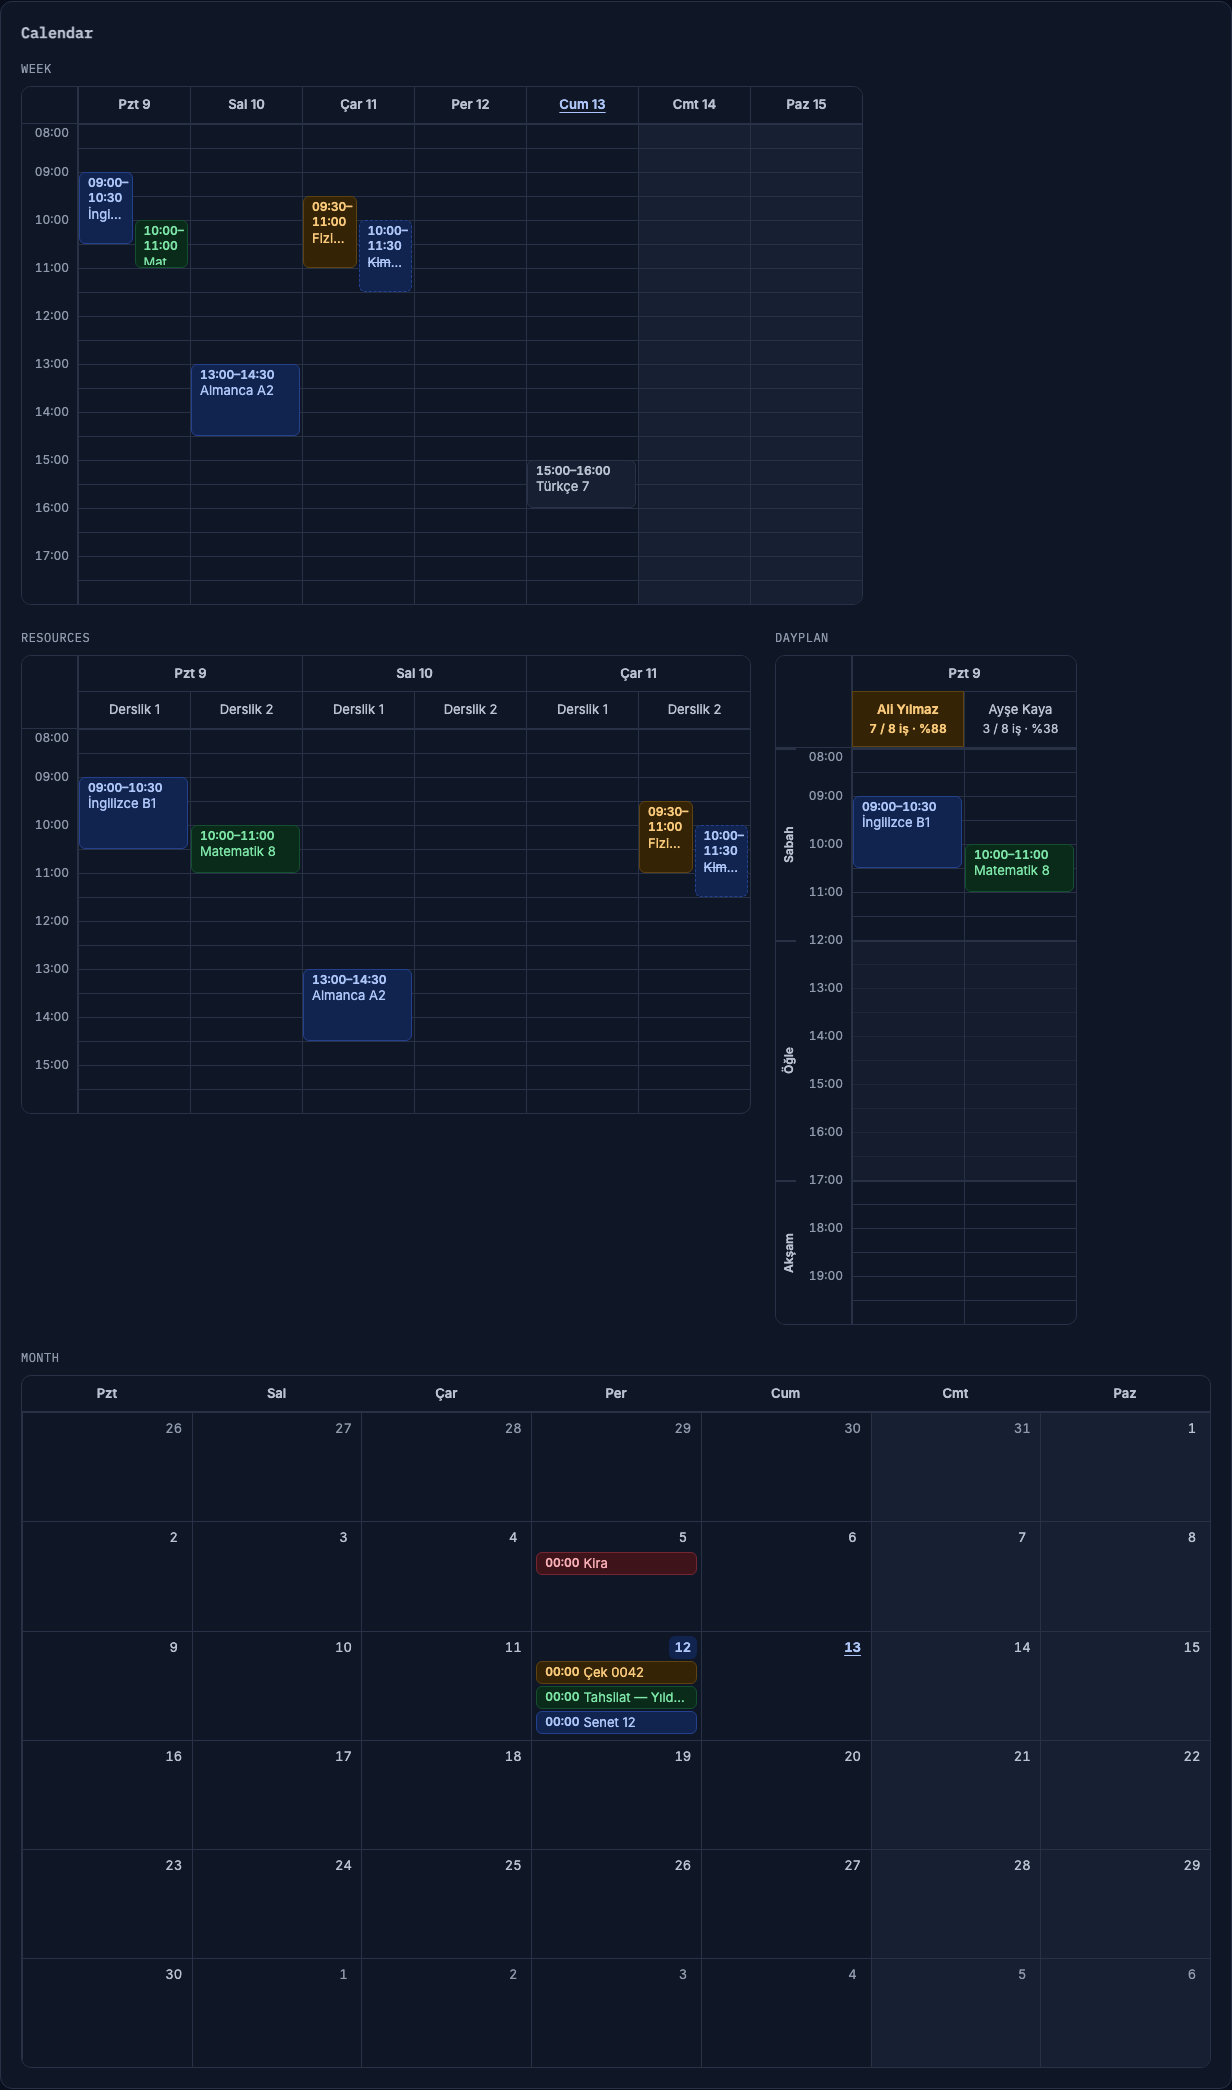 Calendar
WEEK
Pzt 9
Sal 10
Çar 11
Per 12
Cum 13
Cmt 14
Paz 15
08:00
09:00
10:00
11:00
12:00
13:00
14:00
15:00
16:00
17:00
09:00–
10:30
İngi...
10:00–
11:00
Mat
13:00–14:30
Almanca A2
09:30–
11:00
Fizi...
10:00–
11:30
Kim...
15:00–16:00
Türkçe 7
RESOURCES
Pzt 9
Sal 10
Çar 11
Derslik 1
Derslik 2
Derslik 1
Derslik 2
Derslik 1
Derslik 2
08:00
09:00
10:00
11:00
12:00
13:00
14:00
15:00
09:00–10:30
İngilizce B1
10:00–11:00
Matematik 8
13:00–14:30
Almanca A2
09:30–
11:00
Fizi...
10:00–
11:30
Kim...
DAYPLAN
Pzt 9
Ali Yılmaz
7 / 8 iş · %88
Ayşe Kaya
3 / 8 iş · %38
Sabah
Öğle
Akşam
08:00
09:00
10:00
11:00
12:00
13:00
14:00
15:00
16:00
17:00
18:00
19:00
09:00–10:30
İngilizce B1
10:00–11:00
Matematik 8
MONTH
Pzt
Sal
Çar
Per
Cum
Cmt
Paz
26
27
28
29
30
31
1
2
3
4
5
6
7
8
00:00 Kira
9
10
11
12
13
14
15
00:00 Çek 0042
00:00 Tahsilat — Yıld...
00:00 Senet 12
16
17
18
19
20
21
22
23
24
25
26
27
28
29
30
1
2
3
4
5
6